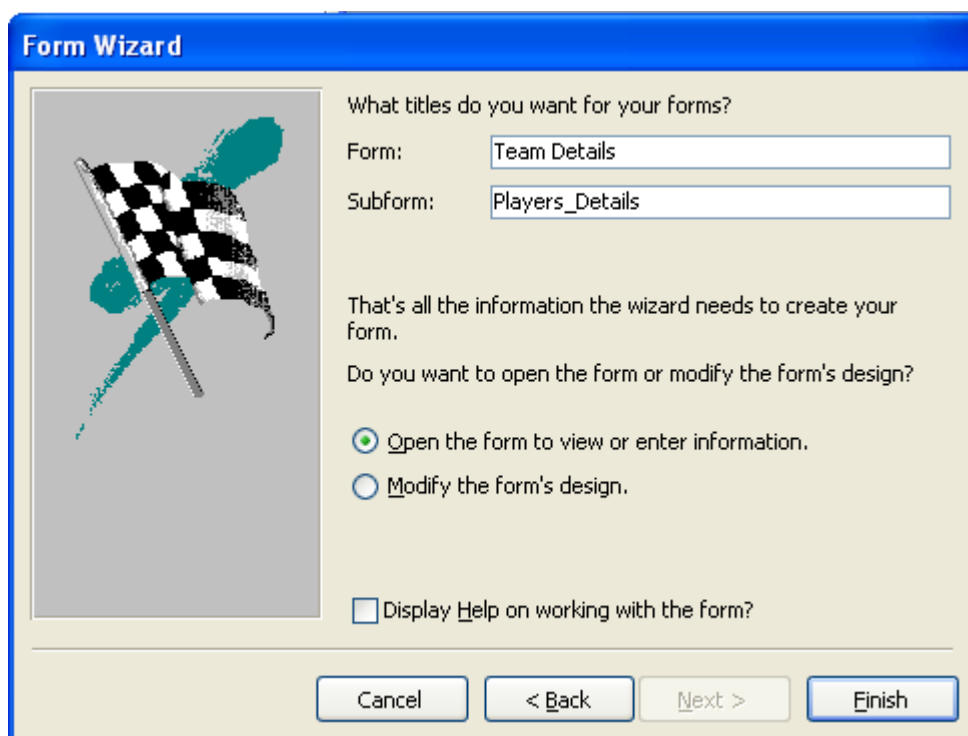 Form Wizard
What titles do you want for your forms?
Form: Team Details
Subform: Players_Details
That's all the information the wizard needs to create your
form.
Do you want to open the form or modify the form's design?
Open the form to view or enter information.
Modify the form's design.
Display Help on working with the form?
Cancel < Back Next > Finish